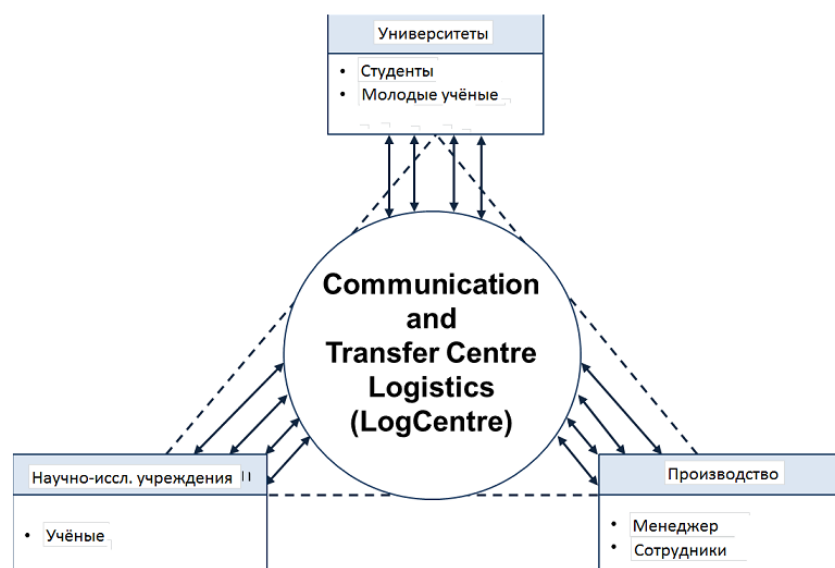 Университеты
• Студенты
• Молодые учёные
Communication
and
Transfer Centre
Logistics
(LogCentre)
Научно-иссл. учреждения
• Учёные
Производство
• Менеджер
• Сотрудники